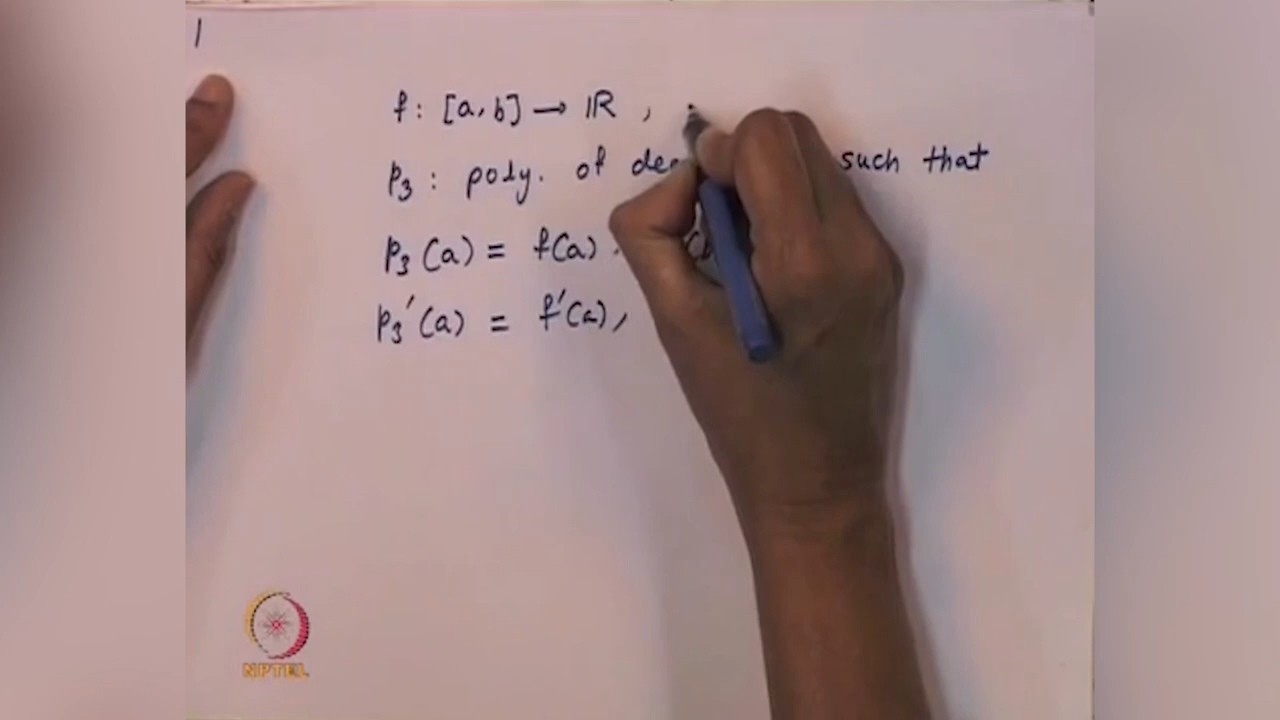 1
f : [a, b] → ℝ ,
p₃ : poly. of such that
p₃(a) = f(a)
p₃'(a) = f'(a),
NPTEL